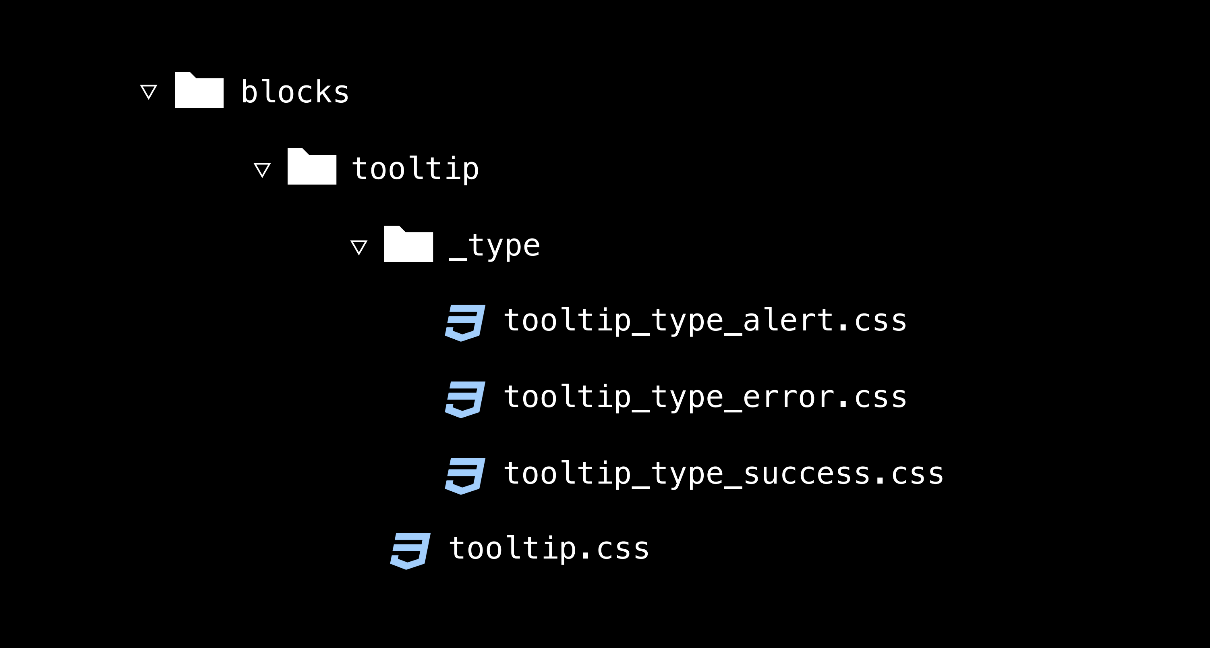 blocks
tooltip
_type
tooltip_type_alert.css
tooltip_type_error.css
tooltip_type_success.css
tooltip.css